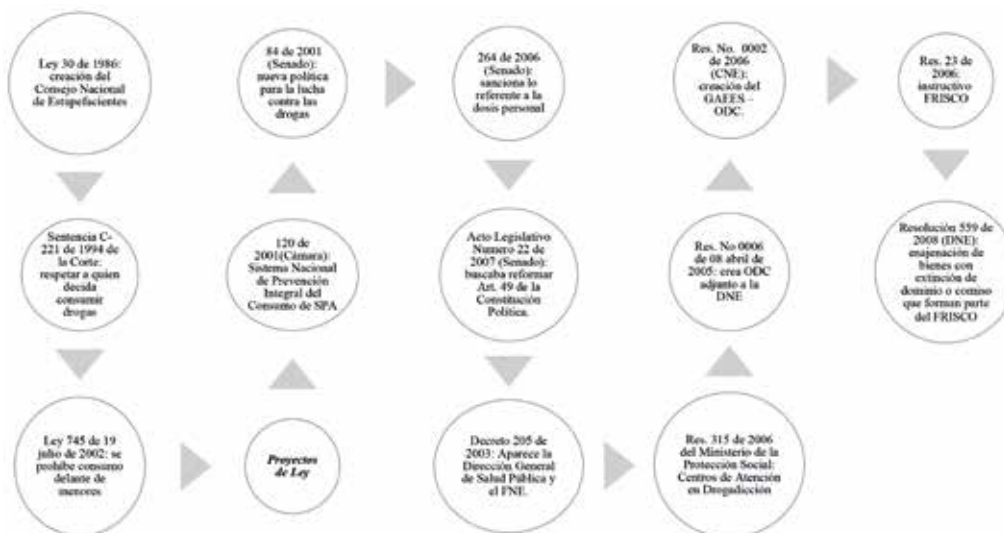 Ley 30 de 1986:
creación del
Consejo Nacional
de Estupefacientes
Sentencia C-
221 de 1994 de
la Corte:
respetar a quien
decida
consumir
drogas
Ley 745 de 19
julio de 2002: se
prohíbe consumo
delante de
menores
Proyectos
de Ley
120 de
2001(Cámara):
Sistema Nacional
de Prevención
Integral del
Consumo de SPA
84 de 2001
(Senado):
nueva política
para la lucha
contra las
drogas
264 de 2006
(Senado):
sanciona lo
referente a la
dosis personal
Acto Legislativo
Numero 22 de
2007 (Senado):
buscaba reformar
Art. 49 de la
Constitución
Política.
Decreto 205 de
2003: Aparece la
Dirección General
de Salud Pública y
el FNE.
Res. 315 de 2006
del Ministerio de la
Protección Social:
Centros de Atención
en Drogadicción
Res. No 0006
de 08 abril de
2005: crea ODC
adjunto a la
DNE
Res. No. 0002
de 2006
(CNE):
creación del
GAEES –
ODC.
Res. 23 de
2006:
instructivo
FRISCO
Resolución 559 de
2008 (DNE):
enajenación de
bienes con
extinción de
dominio o comiso
que forman parte
del FRISCO